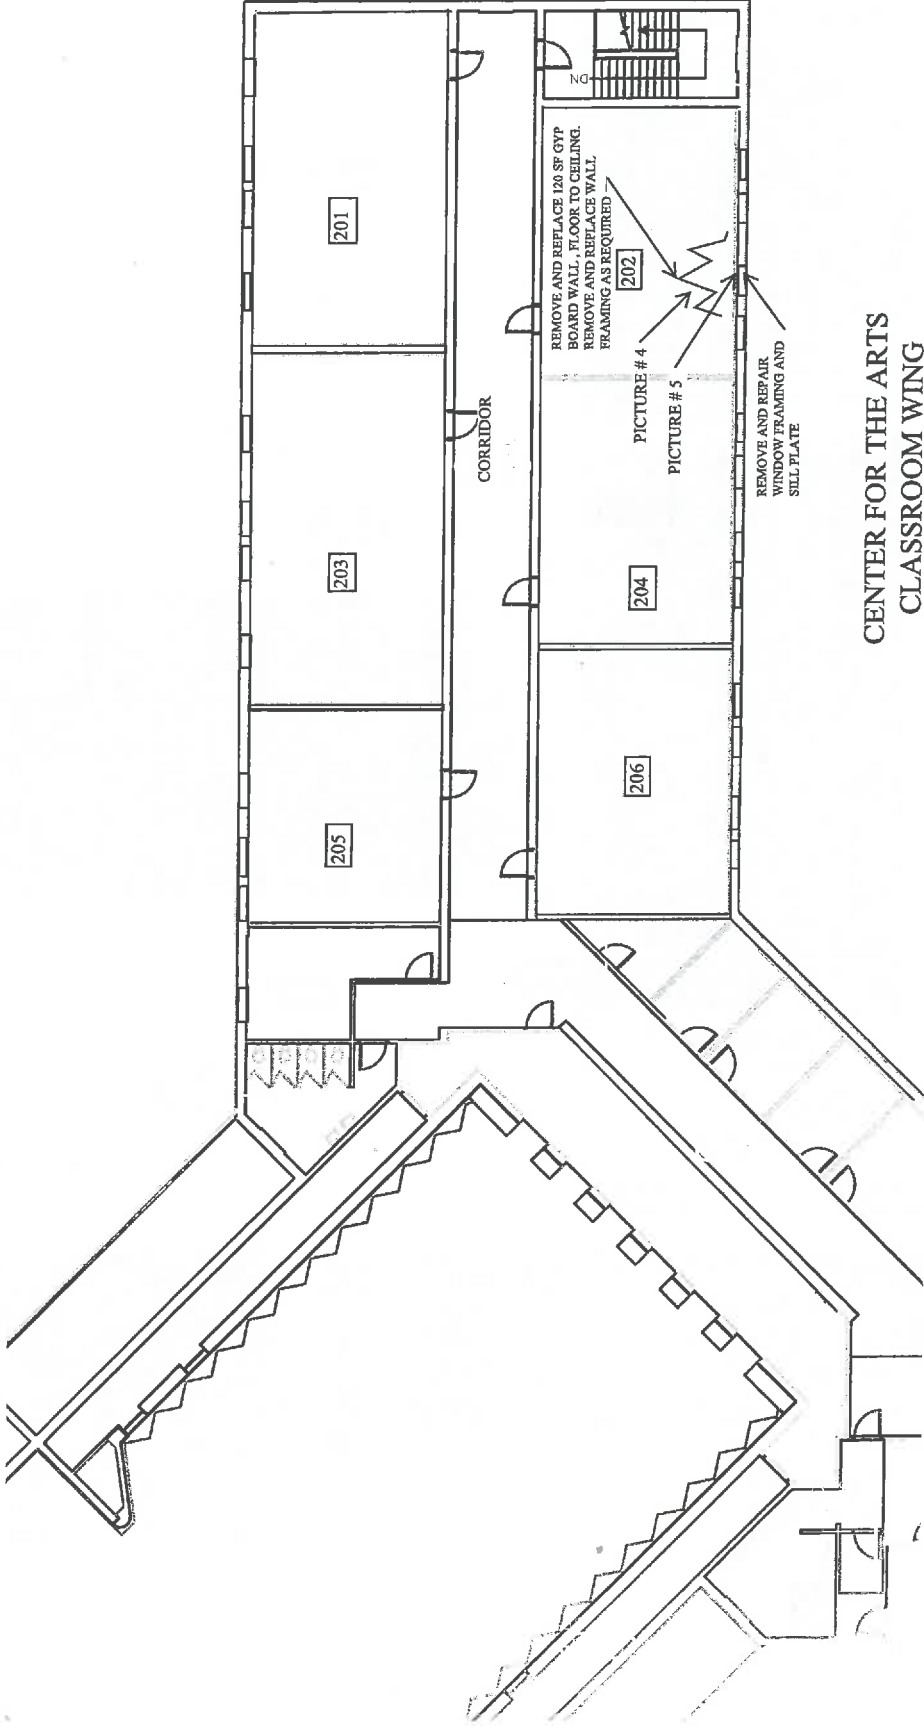 201
203
205
CORRIDOR
DN
REMOVE AND REPLACE 120 SF GYP
BOARD WALL , FLOOR TO CEILING.
REMOVE AND REPLACE WALL
FRAMING AS REQUIRED
202
204
206
PICTURE # 4
PICTURE # 5
REMOVE AND REPAIR
WINDOW FRAMING AND
SILL PLATE
CENTER FOR THE ARTS
CLASSROOM WING